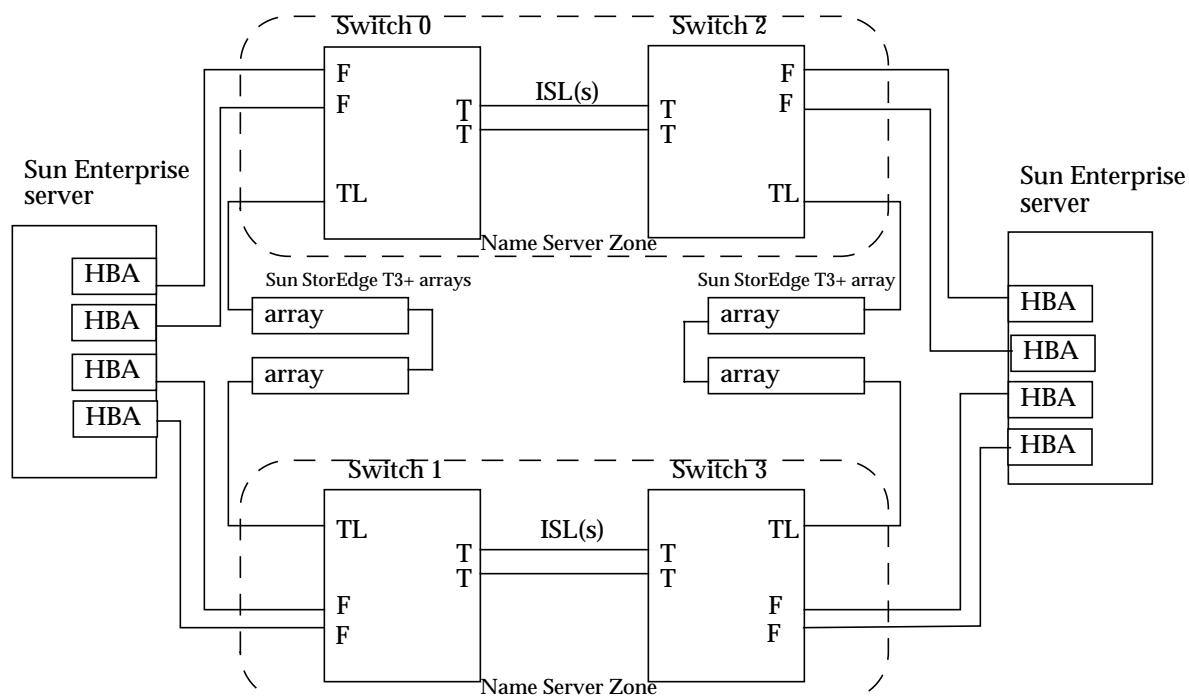 Switch 0
Switch 2
F
F
F
F
ISL(s)
T
T
T
T
Sun Enterprise
server
Sun Enterprise
server
TL
TL
Name Server Zone
HBA
HBA
HBA
HBA
Sun StorEdge T3+ arrays
Sun StorEdge T3+ array
array
array
array
array
HBA
HBA
HBA
HBA
Switch 1
Switch 3
TL
TL
ISL(s)
T
T
T
T
F
F
F
F
Name Server Zone